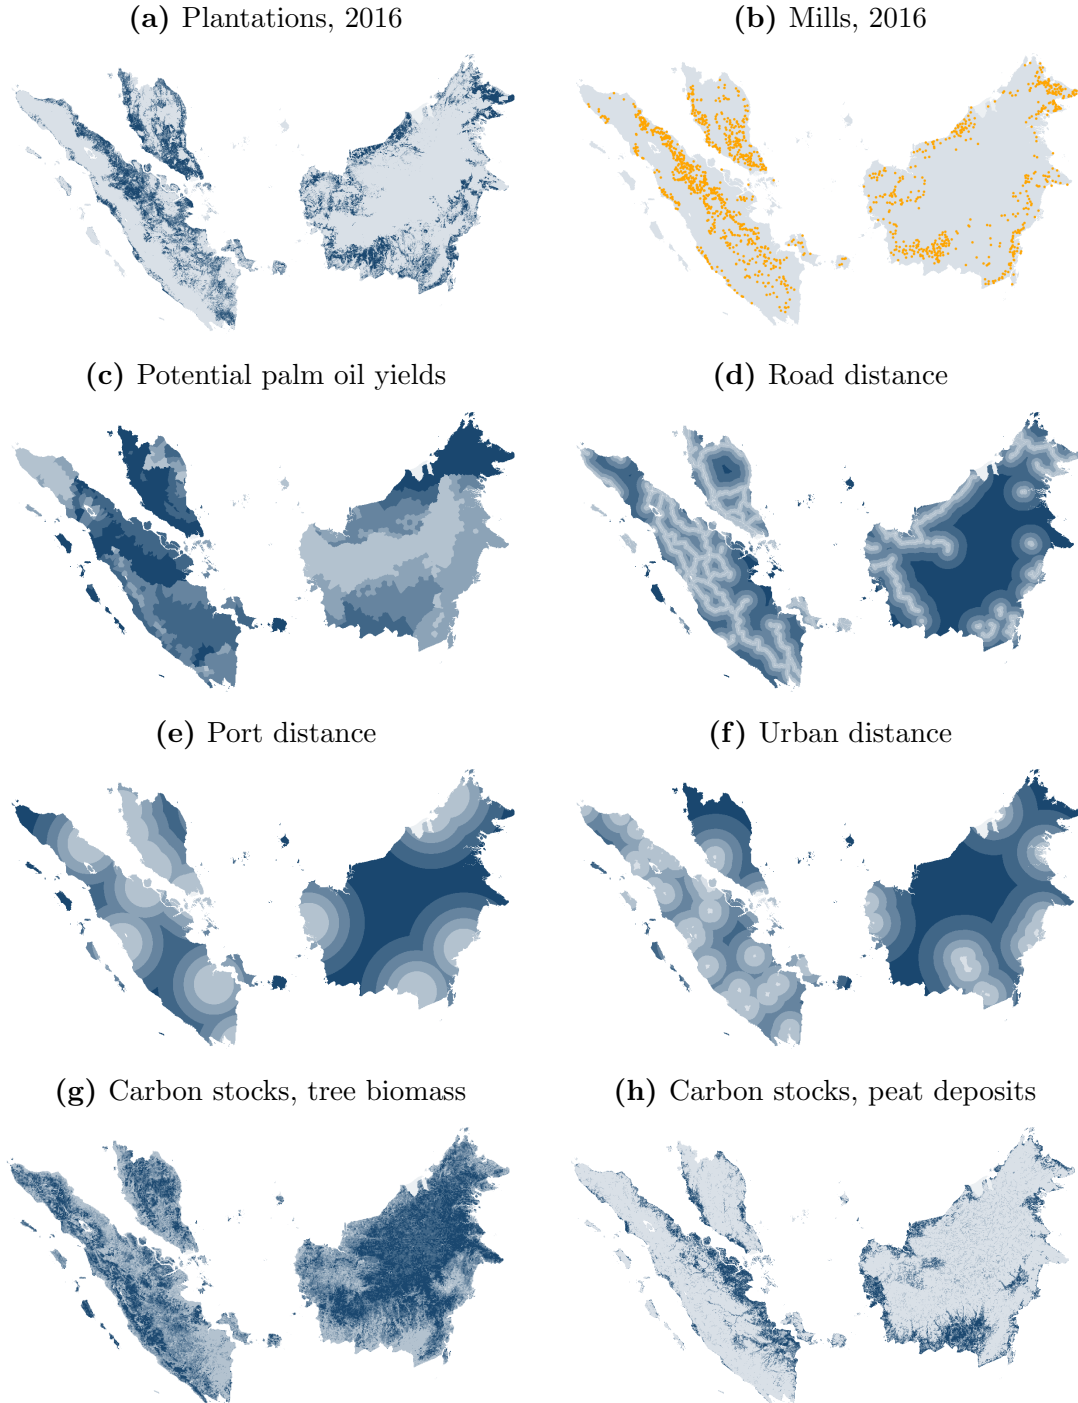 (a) Plantations, 2016
(b) Mills, 2016
(c) Potential palm oil yields
(d) Road distance
(e) Port distance
(f) Urban distance
(g) Carbon stocks, tree biomass
(h) Carbon stocks, peat deposits